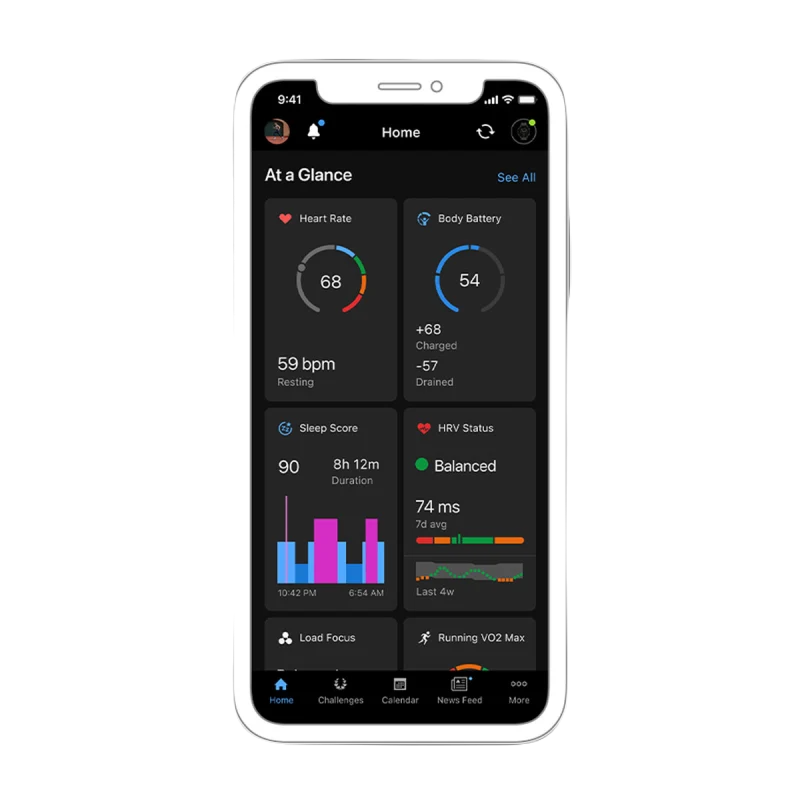 9:41
Home
At a Glance
See All
Heart Rate
68
59 bpm
Resting
Body Battery
54
+68
Charged
-57
Drained
Sleep Score
90
8h 12m
Duration
10:42 PM
6:54 AM
HRV Status
Balanced
74 ms
7d avg
Last 4w
Load Focus
Running VO2 Max
Home
Challenges
Calendar
News Feed
More